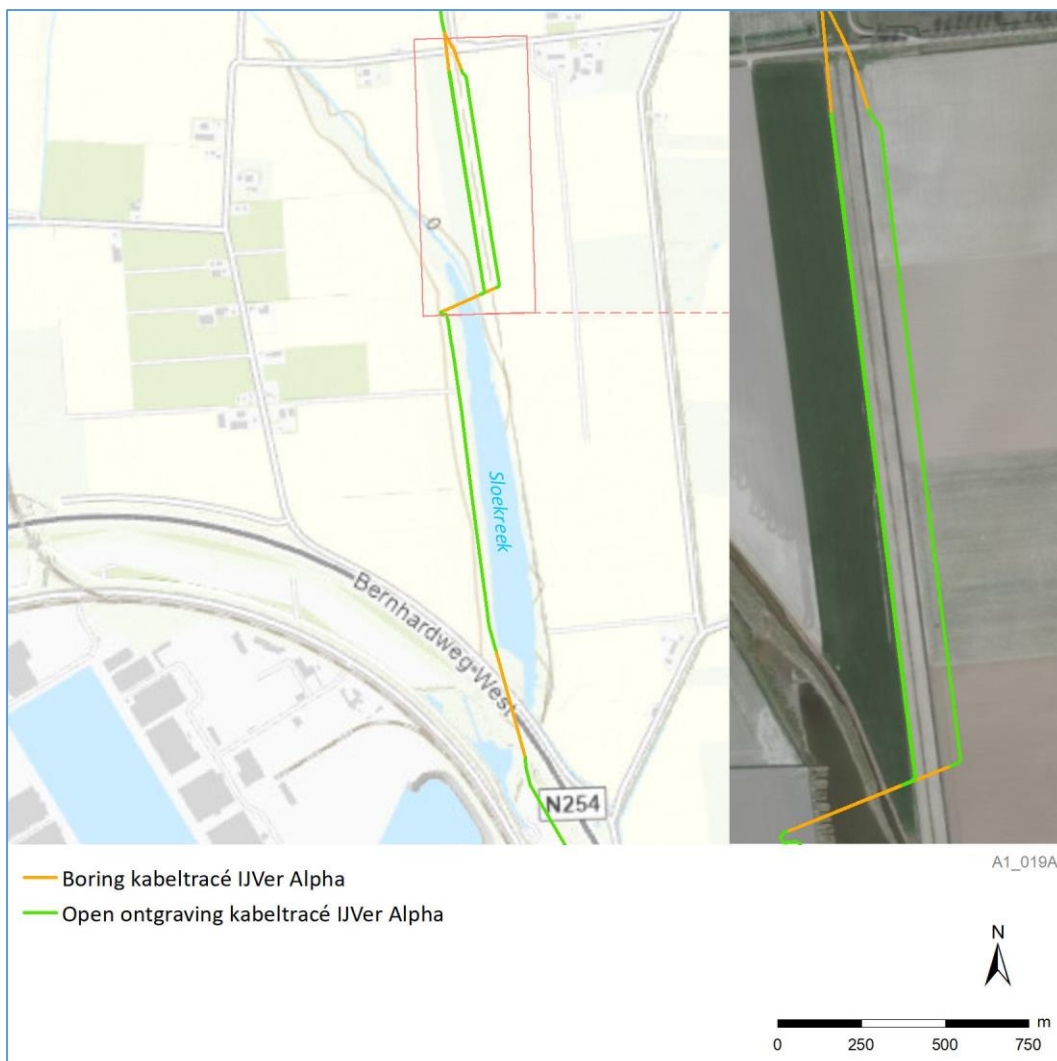 Sloekreek
Bernhardweg-West
N254
A1_019A
Boring kabeltracé IJVer Alpha
Open ontgraving kabeltracé IJVer Alpha
N
m
0 250 500 750